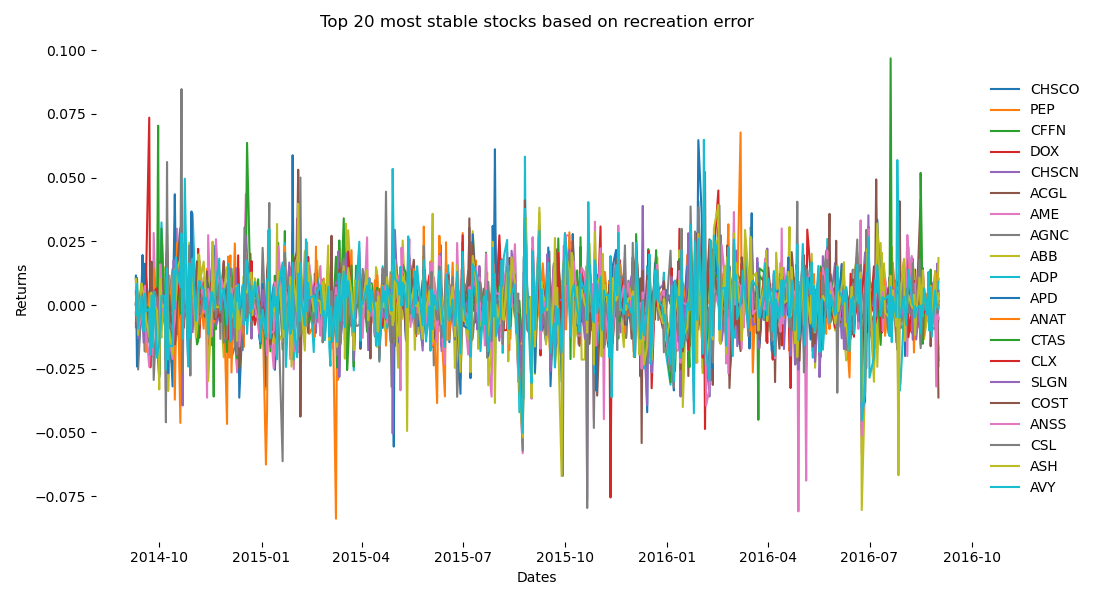 Top 20 most stable stocks based on recreation error
0.100
0.075
0.050
0.025
0.000
−0.025
−0.050
−0.075
Returns
2014-10
2015-01
2015-04
2015-07
2015-10
2016-01
2016-04
2016-07
2016-10
Dates
CHSCO
PEP
CFFN
DOX
CHSCN
ACGL
AME
AGNC
ABB
ADP
APD
ANAT
CTAS
CLX
SLGN
COST
ANSS
CSL
ASH
AVY